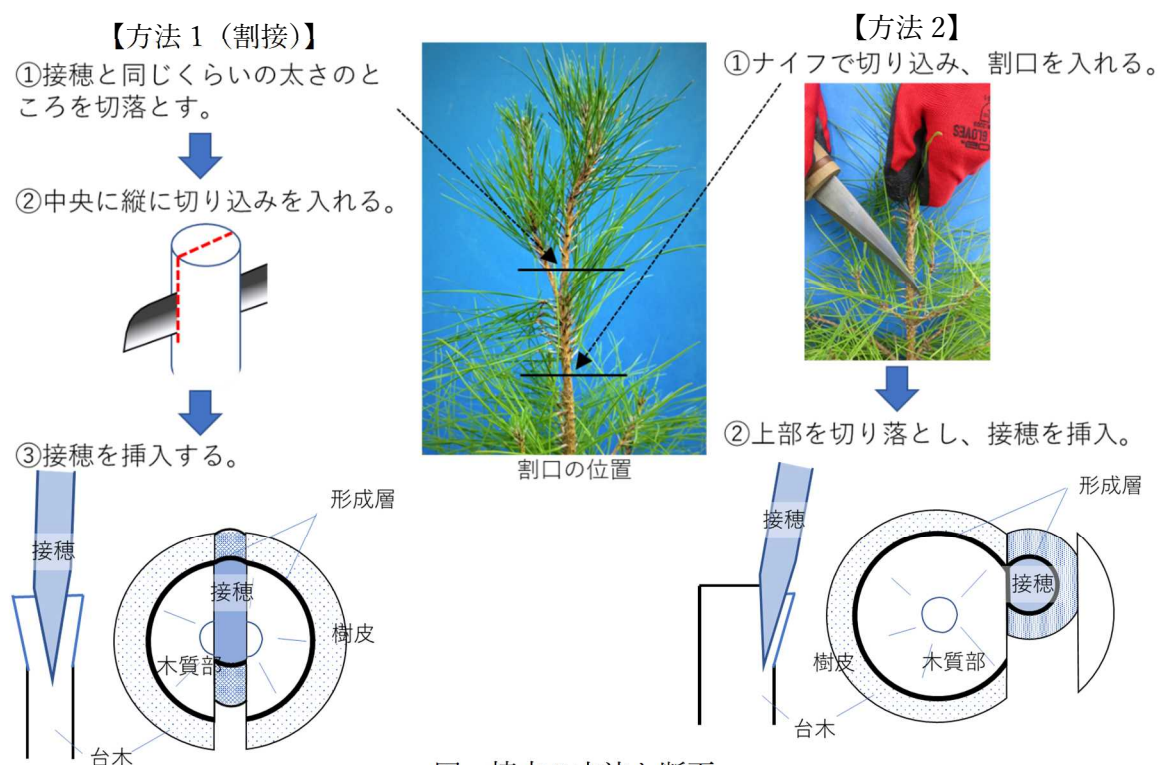 【方法1（割接）】
①接穂と同じくらいの太さのと
ころを切落とす。
②中央に縦に切り込みを入れる。
③接穂を挿入する。
接穂
形成層
接穂
樹皮
木質部
台木
割口の位置
【方法2】
①ナイフで切り込み、割口を入れる。
GLOVES
②上部を切り落とし、接穂を挿入。
接穂
形成層
接穂
樹皮
木質部
台木